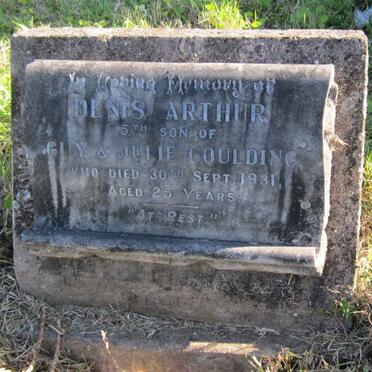 In Loving Memory of
DENIS ARTHUR
5TH SON OF
GUY & JULIE GOULDING
WHO DIED 30TH SEPT. 1931,
AGED 25 YEARS
"AT REST"